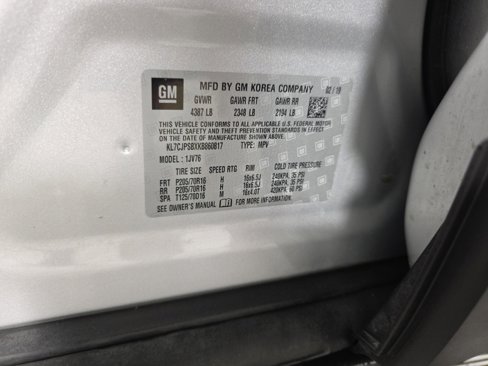 GM
MFD BY GM KOREA COMPANY 02 / 19
GVWR GAWR FRT GAWR RR
4387 LB 2348 LB 2194 LB
THIS VEHICLE CONFORMS TO ALL APPLICABLE U.S. FEDERAL MOTOR
VEHICLE SAFETY AND THEFT PREVENTION STANDARDS IN EFFECT
ON THE DATE OF MANUFACTURE SHOWN ABOVE.
KL7CJPSBXKB860817 TYPE: MPV
MODEL: 1JV76
TIRE SIZE SPEED RTG RIM COLD TIRE PRESSURE
FRT P205/70R16 H 16x6.5J 240KPA, 35 PSI
RR P205/70R16 H 16x6.5J 240KPA, 35 PSI
SPA T125/70D16 M 16x4.0T 420KPA, 60 PSI
SEE OWNER'S MANUAL FOR MORE INFORMATION.